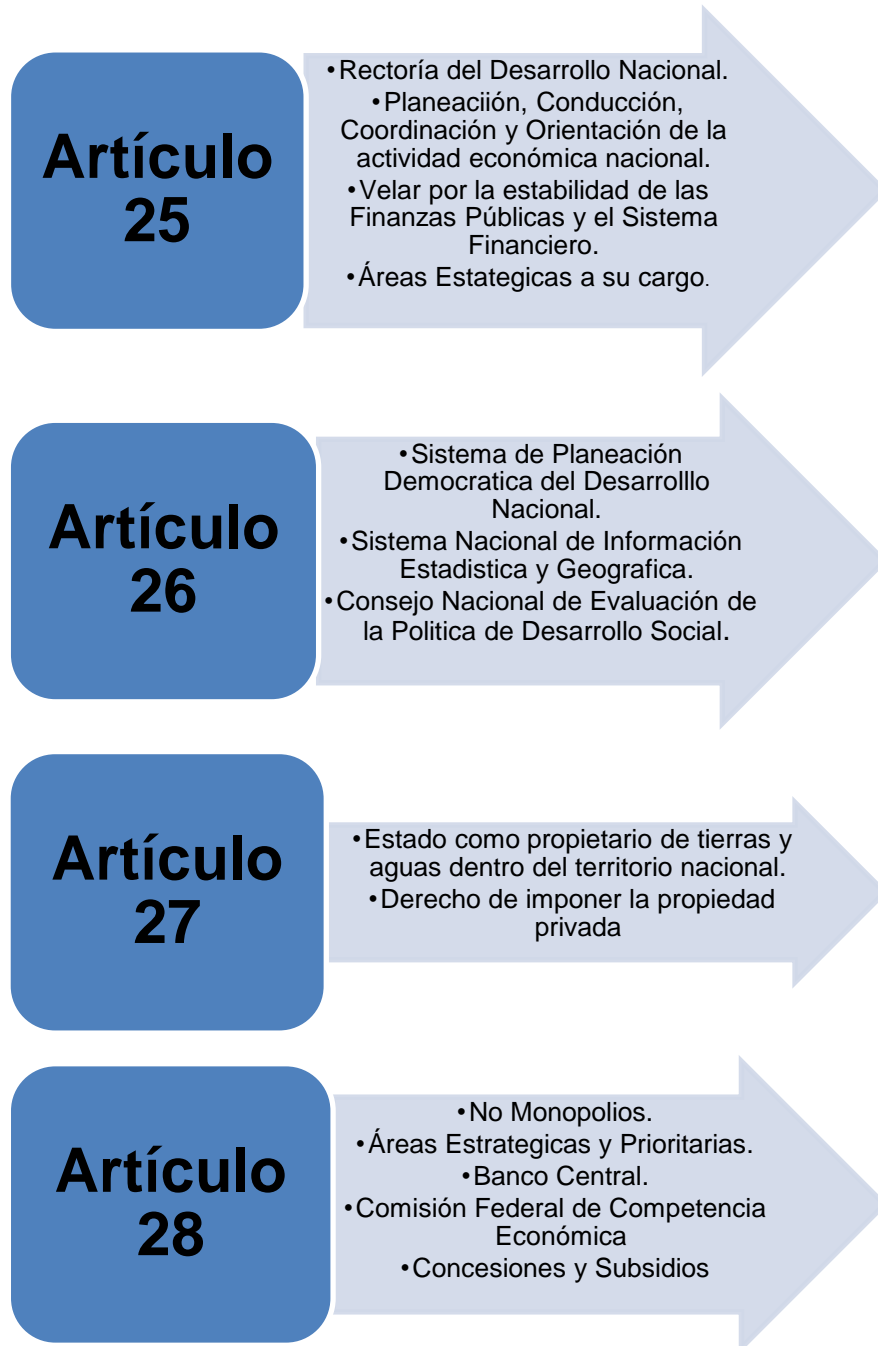 Artículo
25
•Rectoría del Desarrollo Nacional.
•Planeaciión, Conducción,
Coordinación y Orientación de la
actividad económica nacional.
•Velar por la estabilidad de las
Finanzas Públicas y el Sistema
Financiero.
•Áreas Estategicas a su cargo.
Artículo
26
•Sistema de Planeación
Democratica del Desarrolllo
Nacional.
•Sistema Nacional de Información
Estadistica y Geografica.
•Consejo Nacional de Evaluación de
la Politica de Desarrollo Social.
Artículo
27
•Estado como propietario de tierras y
aguas dentro del territorio nacional.
•Derecho de imponer la propiedad
privada
Artículo
28
•No Monopolios.
•Áreas Estrategicas y Prioritarias.
•Banco Central.
•Comisión Federal de Competencia
Económica
•Concesiones y Subsidios